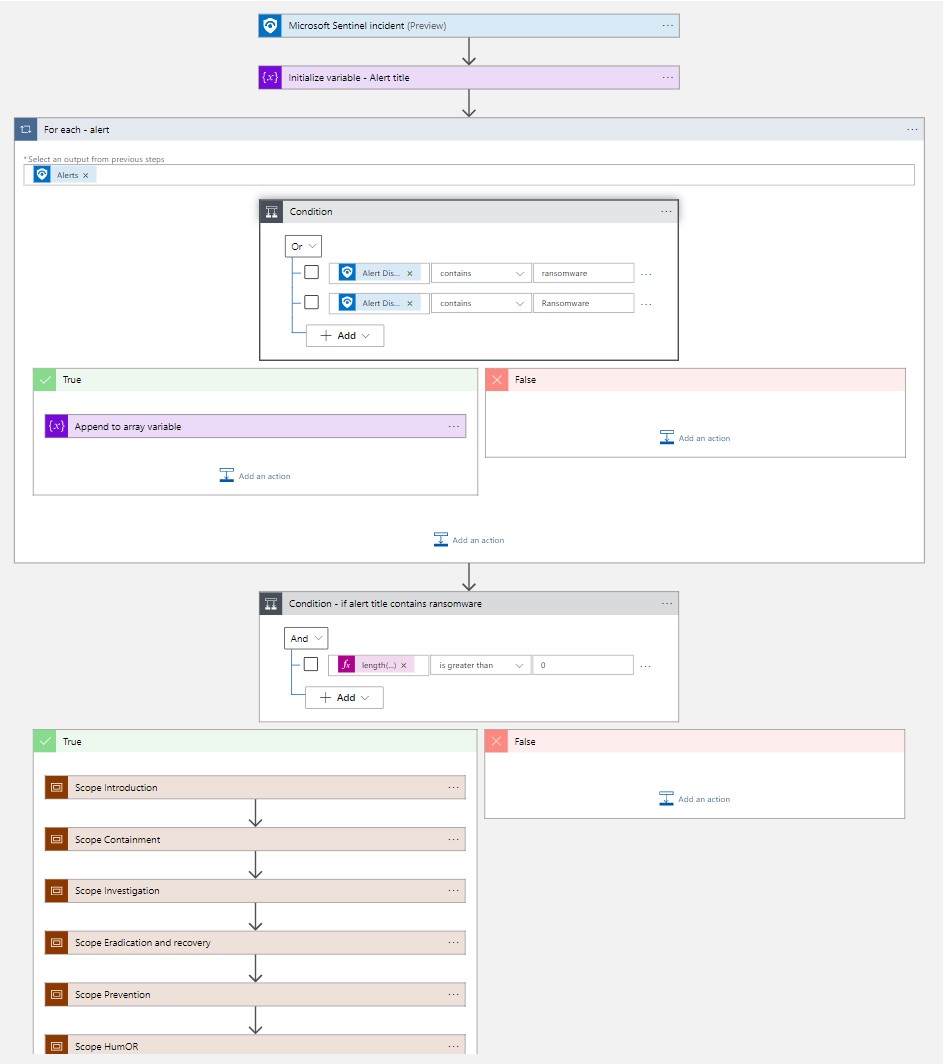 Microsoft Sentinel incident (Preview)
{x} Initialize variable - Alert title
For each - alert
* Select an output from previous steps
Alerts ×
Condition
Or
Alert Dis... × contains ransomware
Alert Dis... × contains Ransomware
Add
True
False
{x} Append to array variable
Add an action
Add an action
Add an action
Condition - if alert title contains ransomware
And
fx length(...) × is greater than 0
Add
True
False
Scope Introduction
Add an action
Scope Containment
Scope Investigation
Scope Eradication and recovery
Scope Prevention
Scope HumOR